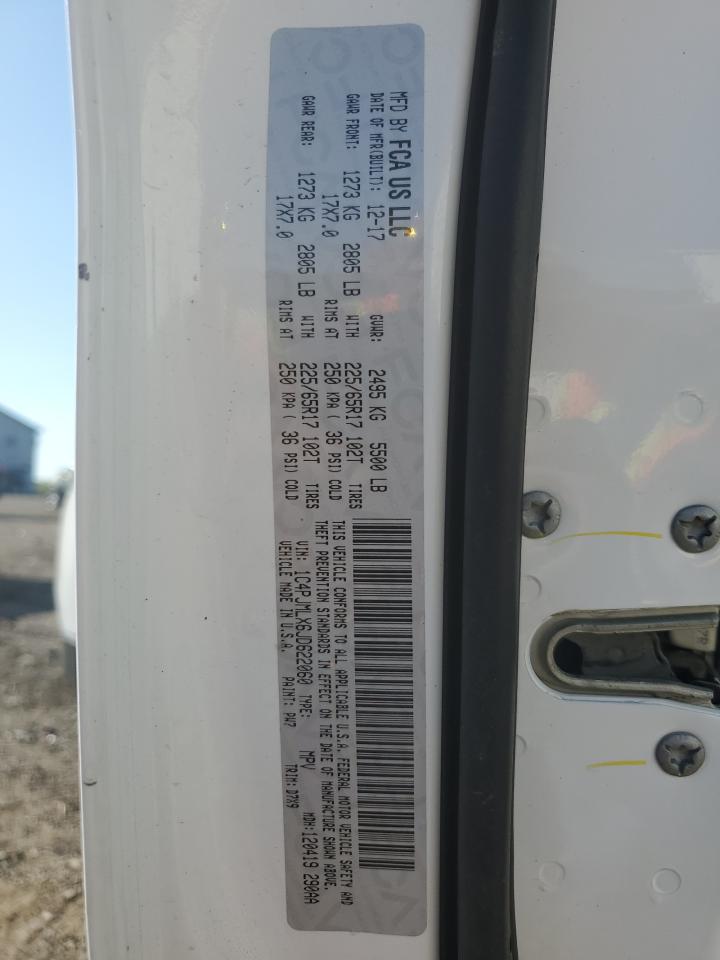 MFD BY FCA US LLC
DATE OF MFR(BUILT): 12-17 GVWR: 2495 KG 5500 LB
GAWR FRONT: 1273 KG 2805 LB WITH 225/65R17 102T TIRES
17X7.0 RIMS AT 250 KPA ( 36 PSI) COLD
GAWR REAR: 1273 KG 2805 LB WITH 225/65R17 102T TIRES
17X7.0 RIMS AT 250 KPA ( 36 PSI) COLD
THIS VEHICLE CONFORMS TO ALL APPLICABLE U.S.A. FEDERAL MOTOR VEHICLE SAFETY AND
THEFT PREVENTION STANDARDS IN EFFECT ON THE DATE OF MANUFACTURE SHOWN ABOVE.
VIN: 1C4PJMLX6JD622060 TYPE: MPV MDH:120419 290AA
VEHICLE MADE IN U.S.A. PAINT: PW7 TRIM: D7X9